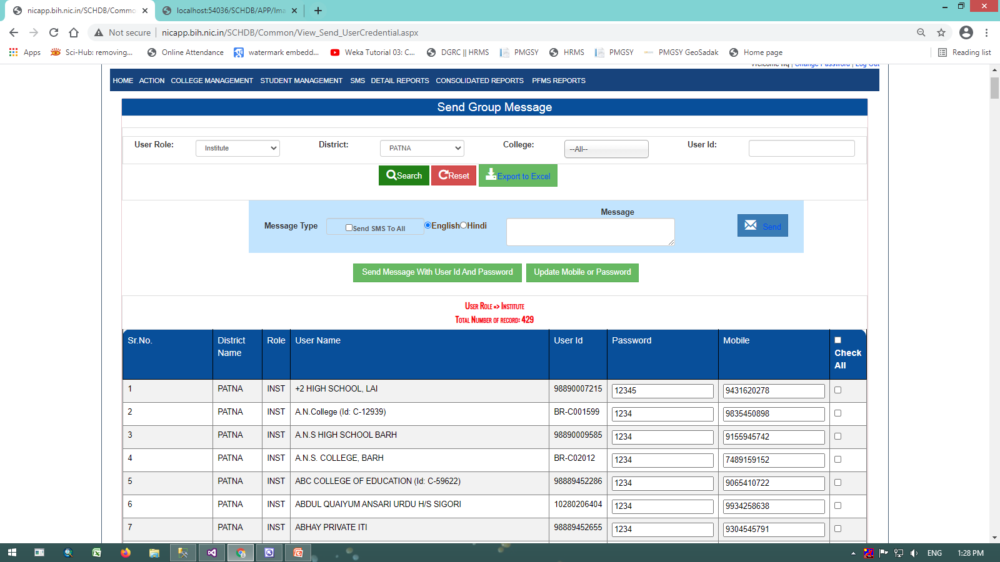 nicapp.bih.nic.in/SCHDB/Commo
localhost:54036/SCHDB/APP/Ima
Not secure
nicapp.bih.nic.in/SCHDB/Common/View_Send_UserCredential.aspx
Apps
Sci-Hub: removing...
Online Attendance
watermark embedd...
Weka Tutorial 03: C...
DGRC || HRMS
PMGSY
HRMS
PMGSY
PMGSY GeoSadak
Home page
Reading list
Welcome hq | Change Password | Log Out
HOME ACTION COLLEGE MANAGEMENT STUDENT MANAGEMENT SMS DETAIL REPORTS CONSOLIDATED REPORTS PFMS REPORTS
Send Group Message
User Role: Institute District: PATNA College: --All-- User Id:
Search Reset Export to Excel
Message
Message Type Send SMS To All English Hindi Send
Send Message With User Id And Password Update Mobile or Password
User Role => Institute
Total Number of record: 429
Sr.No. District Name Role User Name User Id Password Mobile Check All
1 PATNA INST +2 HIGH SCHOOL, LAI 98890007215 12345 9431620278
2 PATNA INST A.N.College (Id: C-12939) BR-C001599 1234 9835450898
3 PATNA INST A.N.S HIGH SCHOOL BARH 98890009585 1234 9155945742
4 PATNA INST A.N.S. COLLEGE, BARH BR-C02012 1234 7489159152
5 PATNA INST ABC COLLEGE OF EDUCATION (Id: C-59622) 98889452286 1234 9065410722
6 PATNA INST ABDUL QUAIYUM ANSARI URDU H/S SIGORI 10280206404 1234 9934258638
7 PATNA INST ABHAY PRIVATE ITI 98889452655 1234 9304545791
ENG 1:28 PM